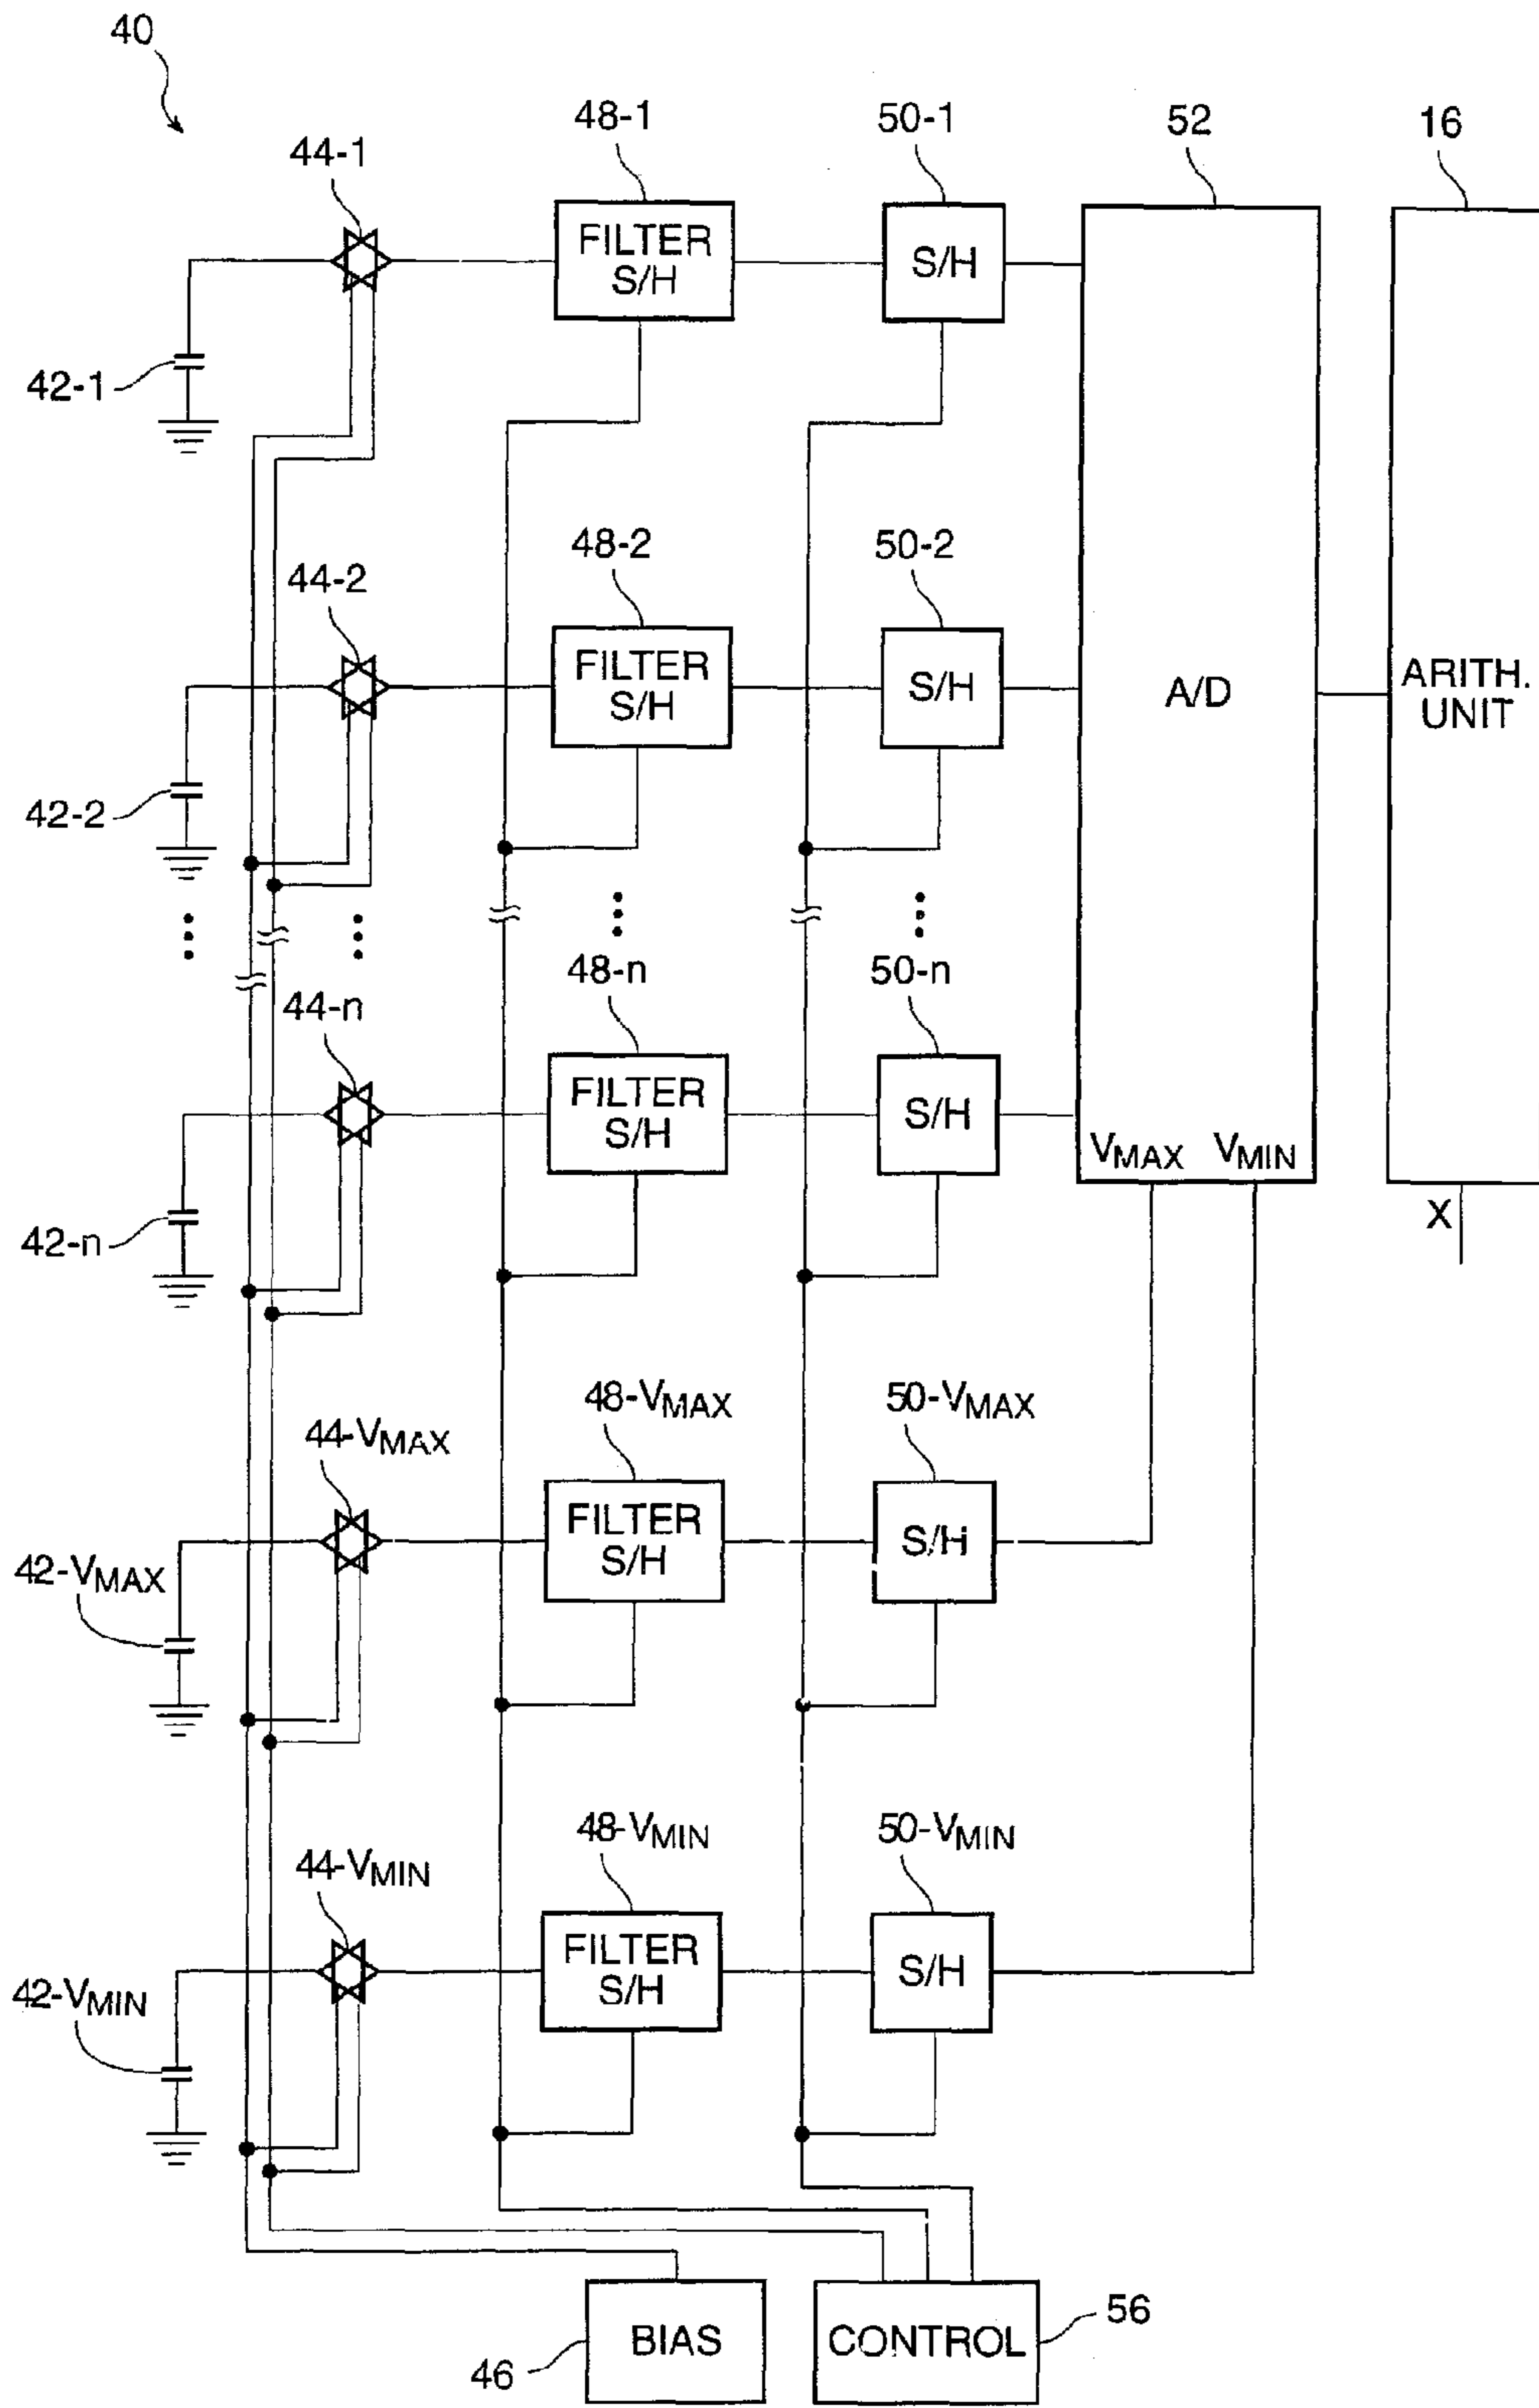 40
48-1
50-1
52
16
44-1
FILTER
S/H
S/H
42-1
48-2
50-2
44-2
FILTER
S/H
S/H
A/D
ARITH.
UNIT
42-2
48-n
50-n
44-n
FILTER
S/H
S/H
VMAX VMIN
X
42-n
48-VMAX
50-VMAX
44-VMAX
FILTER
S/H
S/H
42-VMAX
48-VMIN
50-VMIN
44-VMIN
FILTER
S/H
S/H
42-VMIN
56
BIAS
CONTROL
46